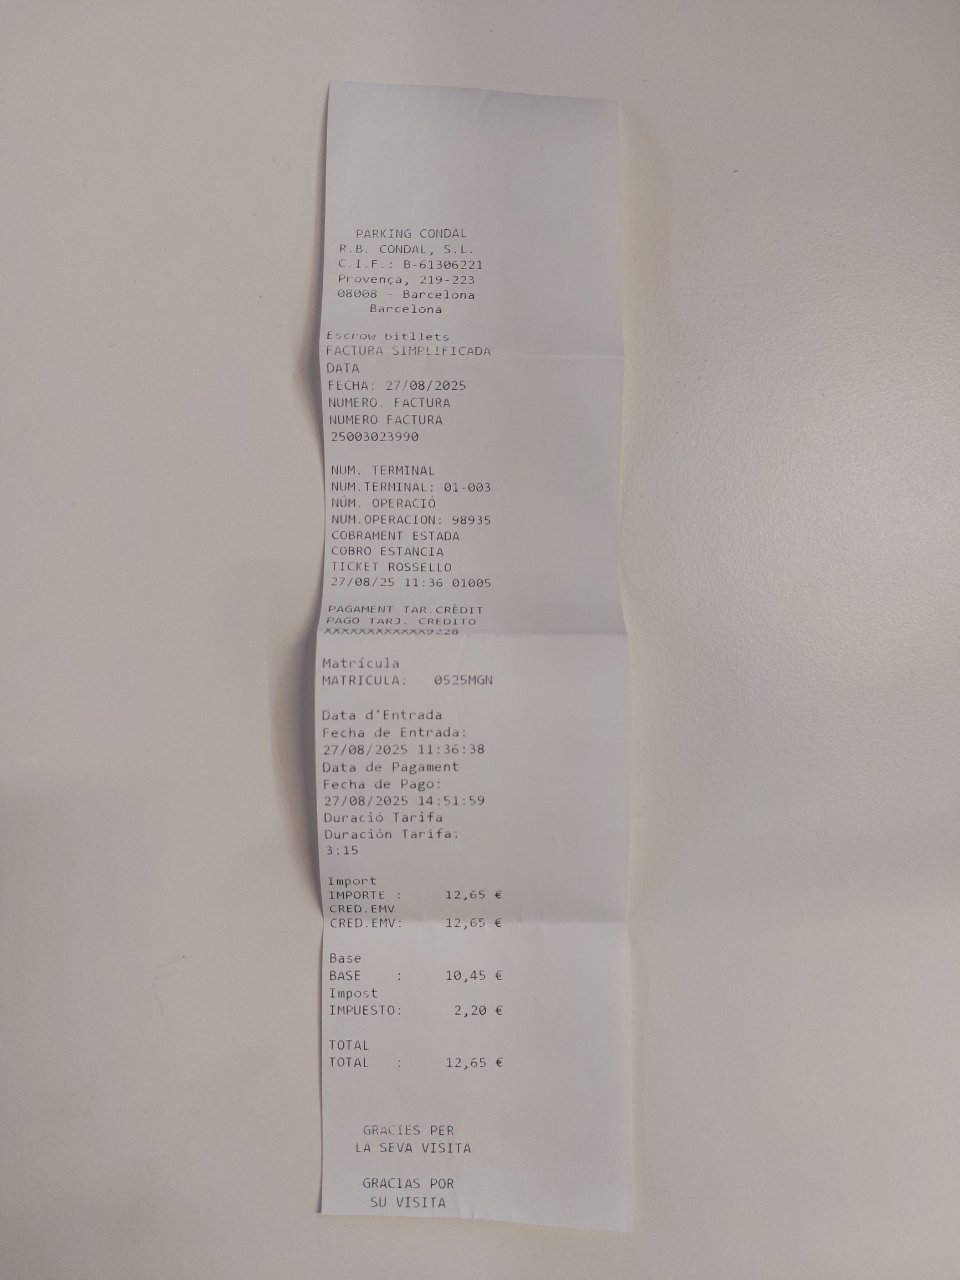 PARKING CONDAL
R.B. CONDAL, S.L.
C.I.F.: B-61306221
Provença, 219-223
08008 - Barcelona
Barcelona
Escrow bitllets
FACTURA SIMPLIFICADA
DATA
FECHA: 27/08/2025
NUMERO. FACTURA
NUMERO FACTURA
25003023990
NUM. TERMINAL
NUM.TERMINAL: 01-003
NÚM. OPERACIÓ
NUM.OPERACION: 98935
COBRAMENT ESTADA
COBRO ESTANCIA
TICKET ROSSELLO
27/08/25 11:36 01005
PAGAMENT TAR.CRÈDIT
PAGO TARJ. CREDITO
XXXXXXXXXXXX9228
Matrícula
MATRICULA: 0525MGN
Data d'Entrada
Fecha de Entrada:
27/08/2025 11:36:38
Data de Pagament
Fecha de Pago:
27/08/2025 14:51:59
Duració Tarifa
Duración Tarifa:
3:15
Import
IMPORTE : 12,65 €
CRED.EMV
CRED.EMV: 12,65 €
Base
BASE : 10,45 €
Impost
IMPUESTO: 2,20 €
TOTAL
TOTAL : 12,65 €
GRACIES PER
LA SEVA VISITA
GRACIAS POR
SU VISITA